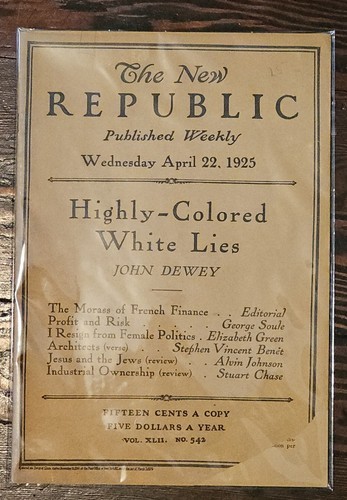 The New
REPUBLIC
Published Weekly
Wednesday April 22, 1925
Highly-Colored
White Lies
JOHN DEWEY
The Morass of French Finance . . Editorial
Profit and Risk . . . . . . George Soule
I Resign from Female Politics . Elizabeth Green
Architects (verse) . . Stephen Vincent Benét
Jesus and the Jews (review) . . Alvin Johnson
Industrial Ownership (review) . Stuart Chase
FIFTEEN CENTS A COPY
FIVE DOLLARS A YEAR
VOL. XLII. NO. 542